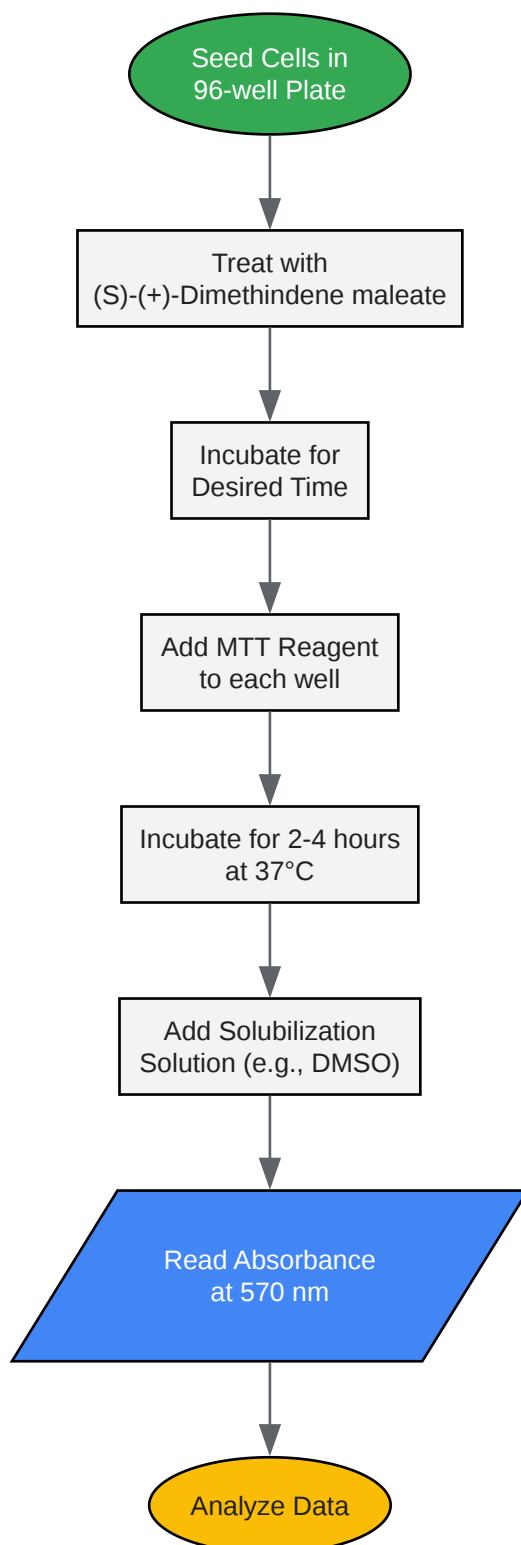 Seed Cells in
96-well Plate
Treat with
(S)-(+)-Dimethindene maleate
Incubate for
Desired Time
Add MTT Reagent
to each well
Incubate for 2-4 hours
at 37°C
Add Solubilization
Solution (e.g., DMSO)
Read Absorbance
at 570 nm
Analyze Data